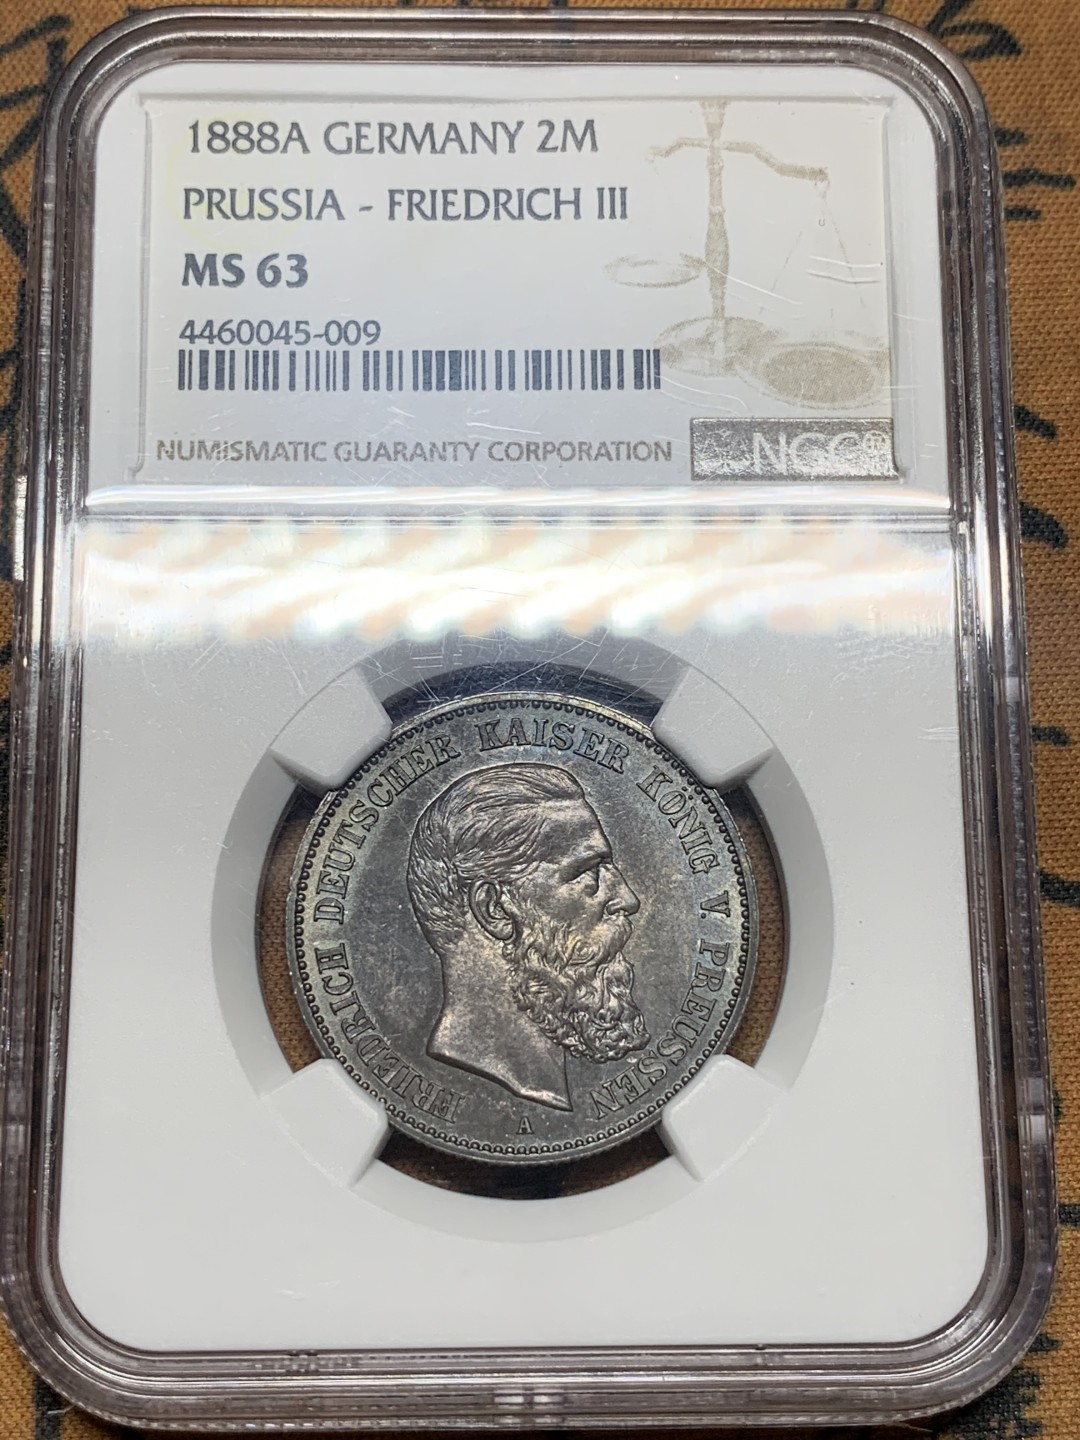 1888A GERMANY 2M
PRUSSIA - FRIEDRICH III
MS 63
4460045-009
NUMISMATIC GUARANTY CORPORATION
NGC®
FRIEDRICH DEUTSCHER KAISER KÖNIG V. PREUSSEN
A